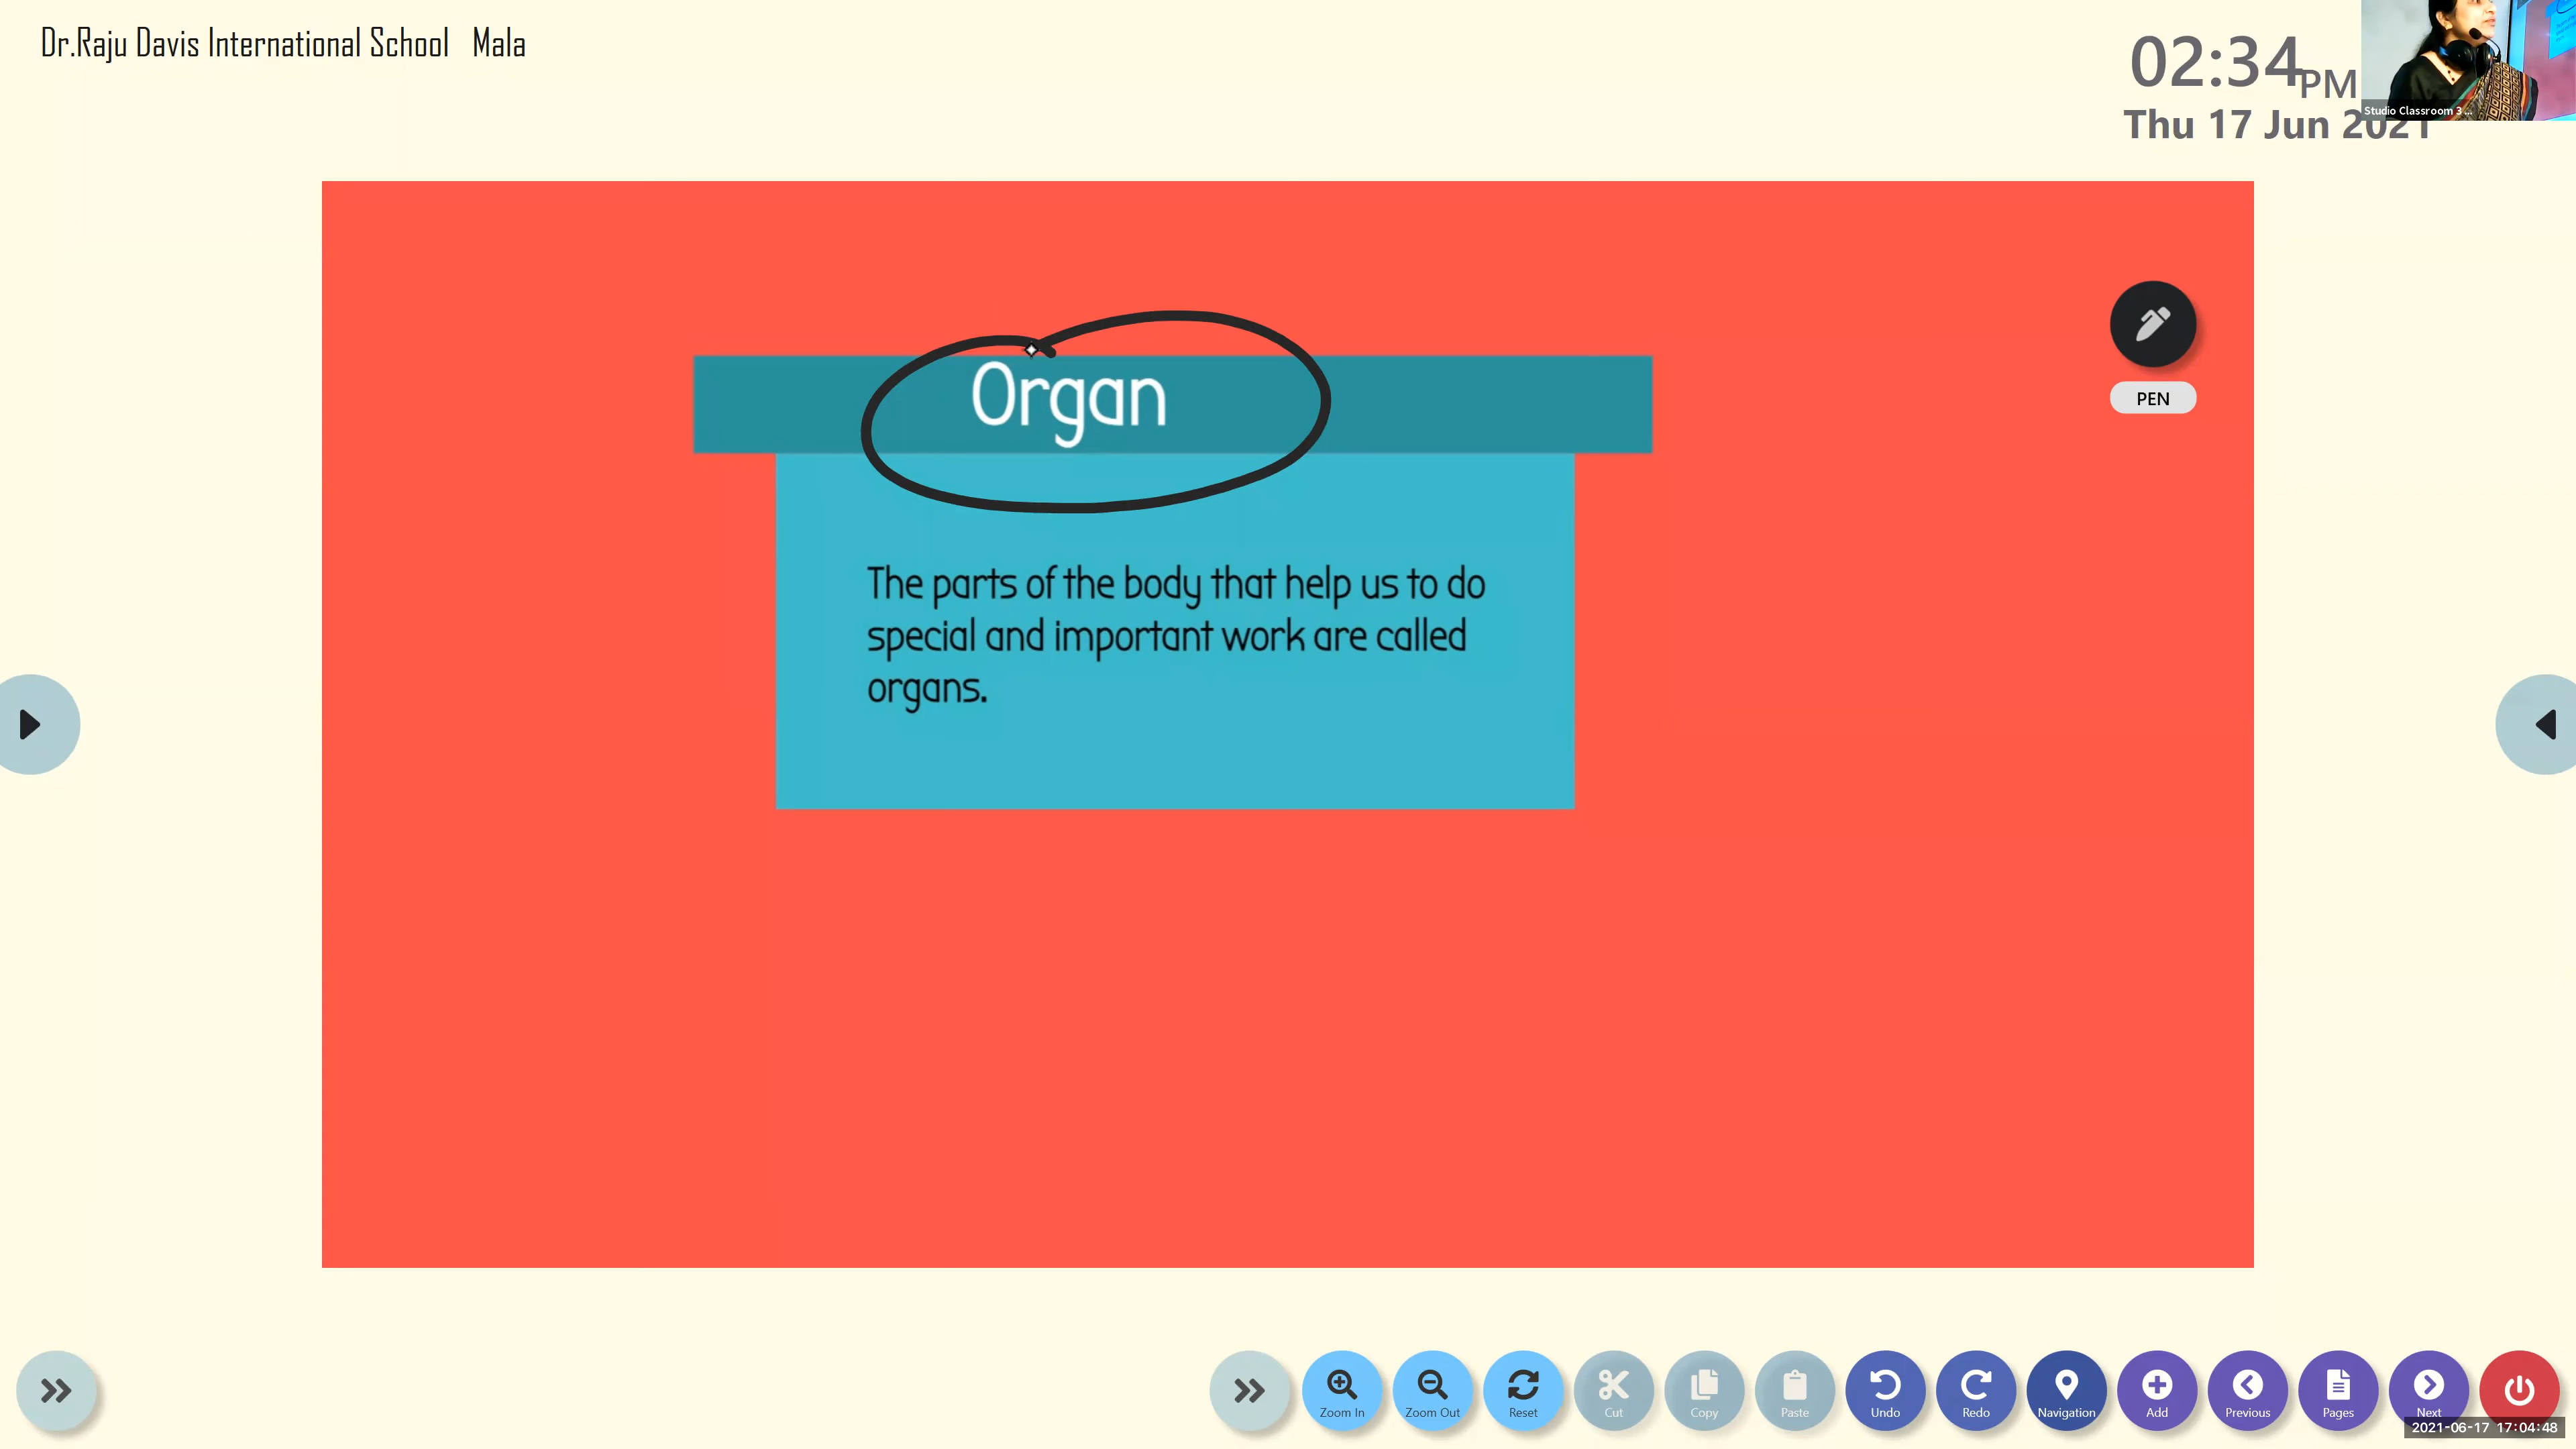 Dr.Raju Davis International School Mala
02:34 PM
Thu 17 Jun 2021
Studio Classroom 3 ...
Organ
PEN
The parts of the body that help us to do
special and important work are called
organs.
Zoom In Zoom Out Reset Cut Copy Paste Undo Redo Navigation Add Previous Pages Next
2021-06-17 17:04:48